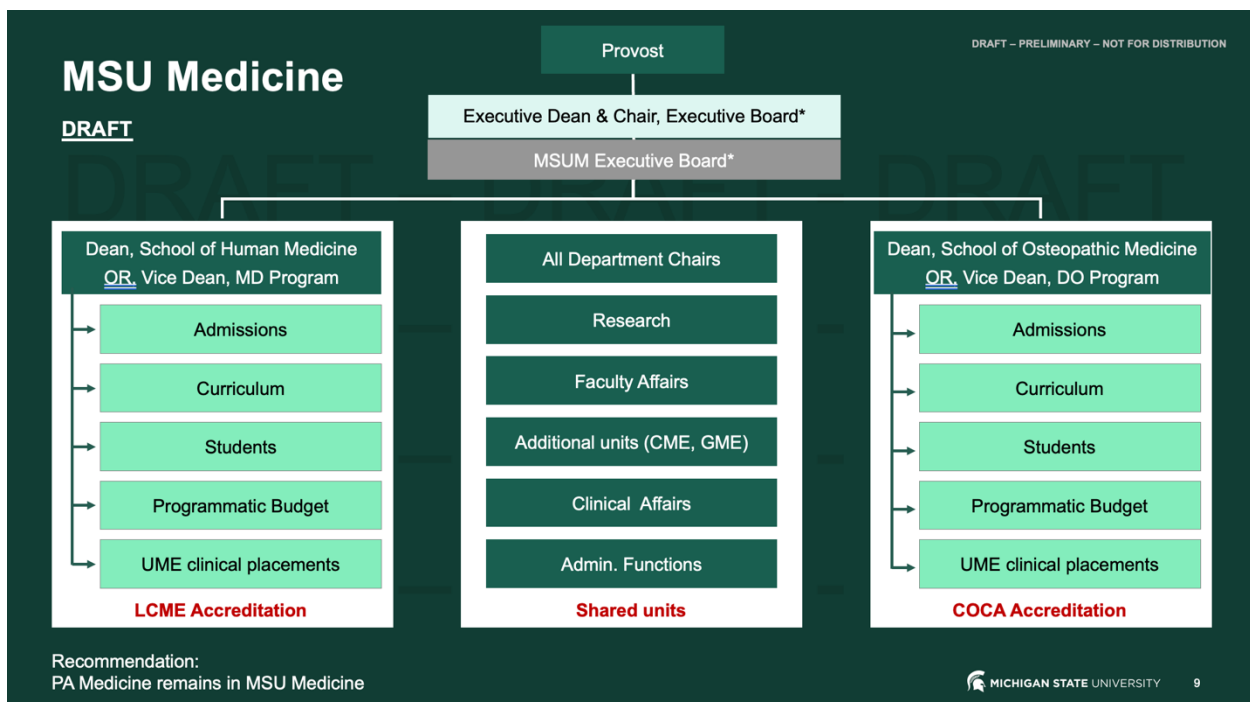 DRAFT – PRELIMINARY – NOT FOR DISTRIBUTION
MSU Medicine
DRAFT
Provost
Executive Dean & Chair, Executive Board*
MSUM Executive Board*
DRAFT – DRAFT - DRAFT
Dean, School of Human Medicine
OR. Vice Dean, MD Program
Admissions
Curriculum
Students
Programmatic Budget
UME clinical placements
LCME Accreditation
All Department Chairs
Research
Faculty Affairs
Additional units (CME, GME)
Clinical Affairs
Admin. Functions
Shared units
Dean, School of Osteopathic Medicine
OR. Vice Dean, DO Program
Admissions
Curriculum
Students
Programmatic Budget
UME clinical placements
COCA Accreditation
Recommendation:
PA Medicine remains in MSU Medicine
MICHIGAN STATE UNIVERSITY 9